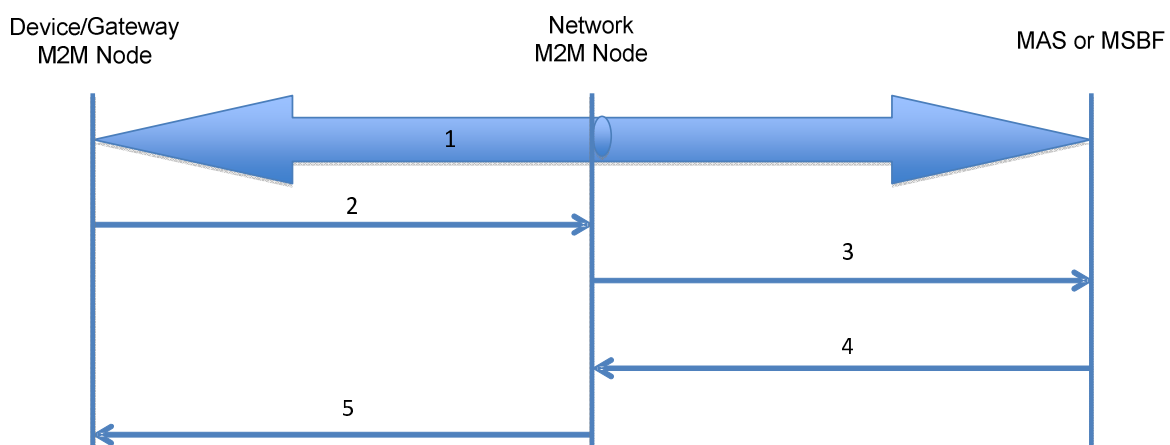 Device/Gateway
M2M Node
Network
M2M Node
MAS or MSBF
1
2
3
4
5